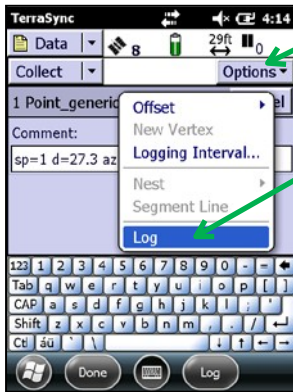 TerraSync 4:14
Data 8 29ft 0
Collect Options
1 Point_generic el
Comment:
sp=1 d=27.3 az
Offset
New Vertex
Logging Interval...
Nest
Segment Line
Log
123 1 2 3 4 5 6 7 8 9 0 - =
Tab q w e r t y u i o p [ ]
CAP a s d f g h j k l ; '
Shift z x c v b n m , . /
Ctl áü ` \
Done Log